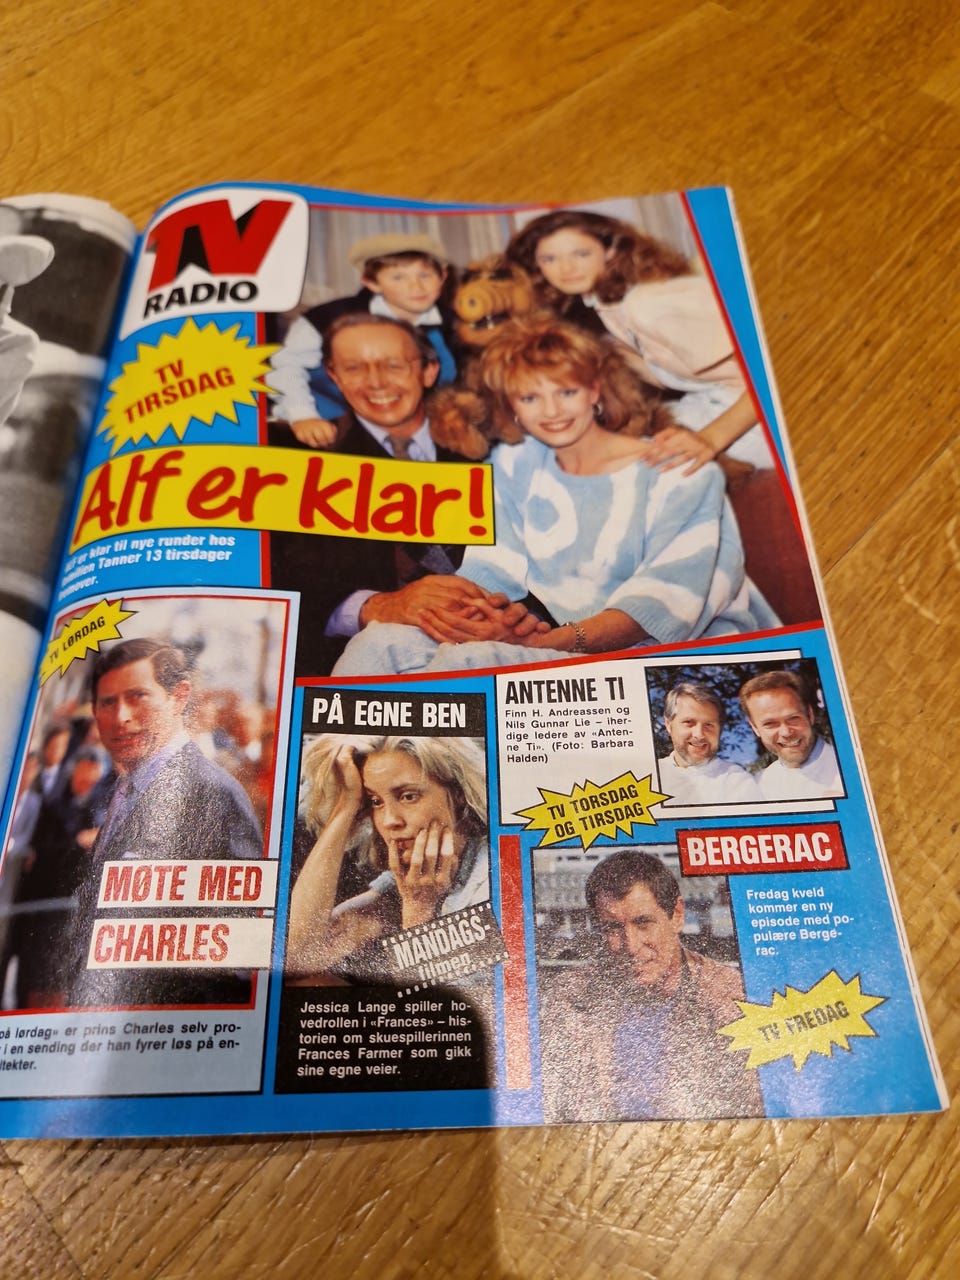 TV
RADIO
TV
TIRSDAG
Alf er klar!
Alf er klar til nye runder hos
familien Tanner 13 tirsdager
fremover.
TV LØRDAG
MØTE MED
CHARLES
på lørdag» er prins Charles selv pro-
i en sending der han fyrer løs på en-
itekter.
PÅ EGNE BEN
MANDAGS-
filmen
Jessica Lange spiller ho-
vedrollen i «Frances» – his-
torien om skuespillerinnen
Frances Farmer som gikk
sine egne veier.
ANTENNE TI
Finn H. Andreassen og
Nils Gunnar Lie – iher-
dige ledere av «Anten-
ne Ti». (Foto: Barbara
Halden)
TV TORSDAG
OG TIRSDAG
BERGERAC
Fredag kveld
kommer en ny
episode med po-
pulære Berge-
rac.
TV FREDAG